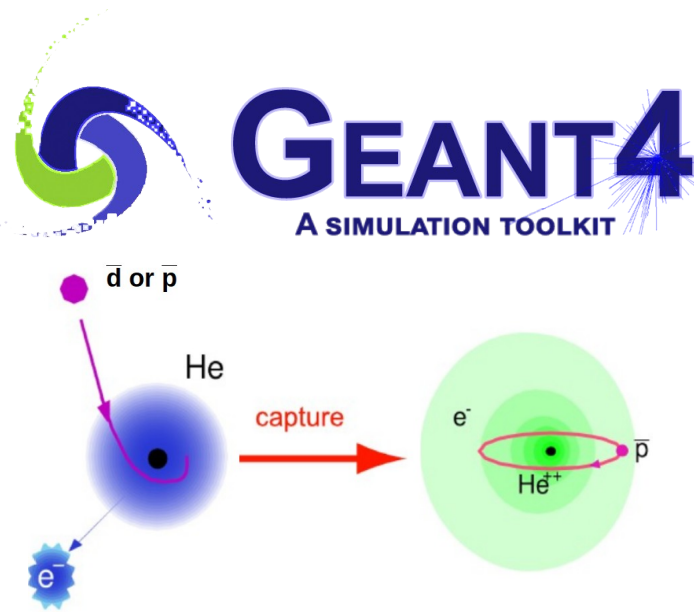 GEANT4
A SIMULATION TOOLKIT
d̅ or p̅
He
capture
e⁻
p̅
He⁺⁺
e⁻